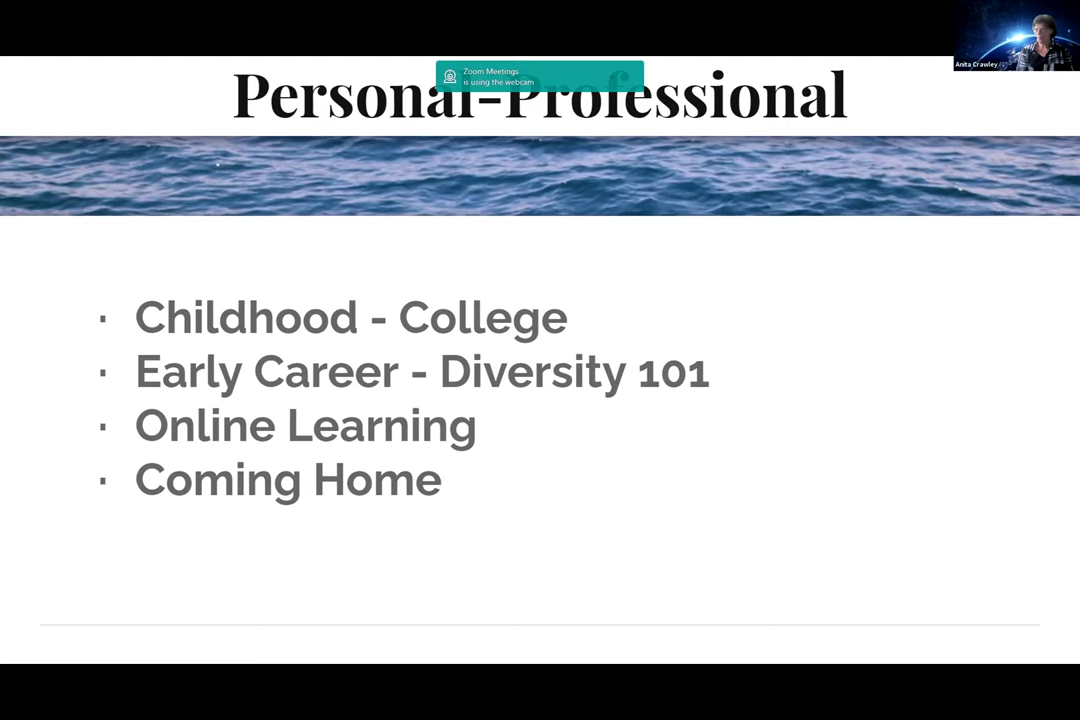 Zoom Meetings
is using the webcam
Anita Crawley
Personal-Professional
· Childhood - College
· Early Career - Diversity 101
· Online Learning
· Coming Home